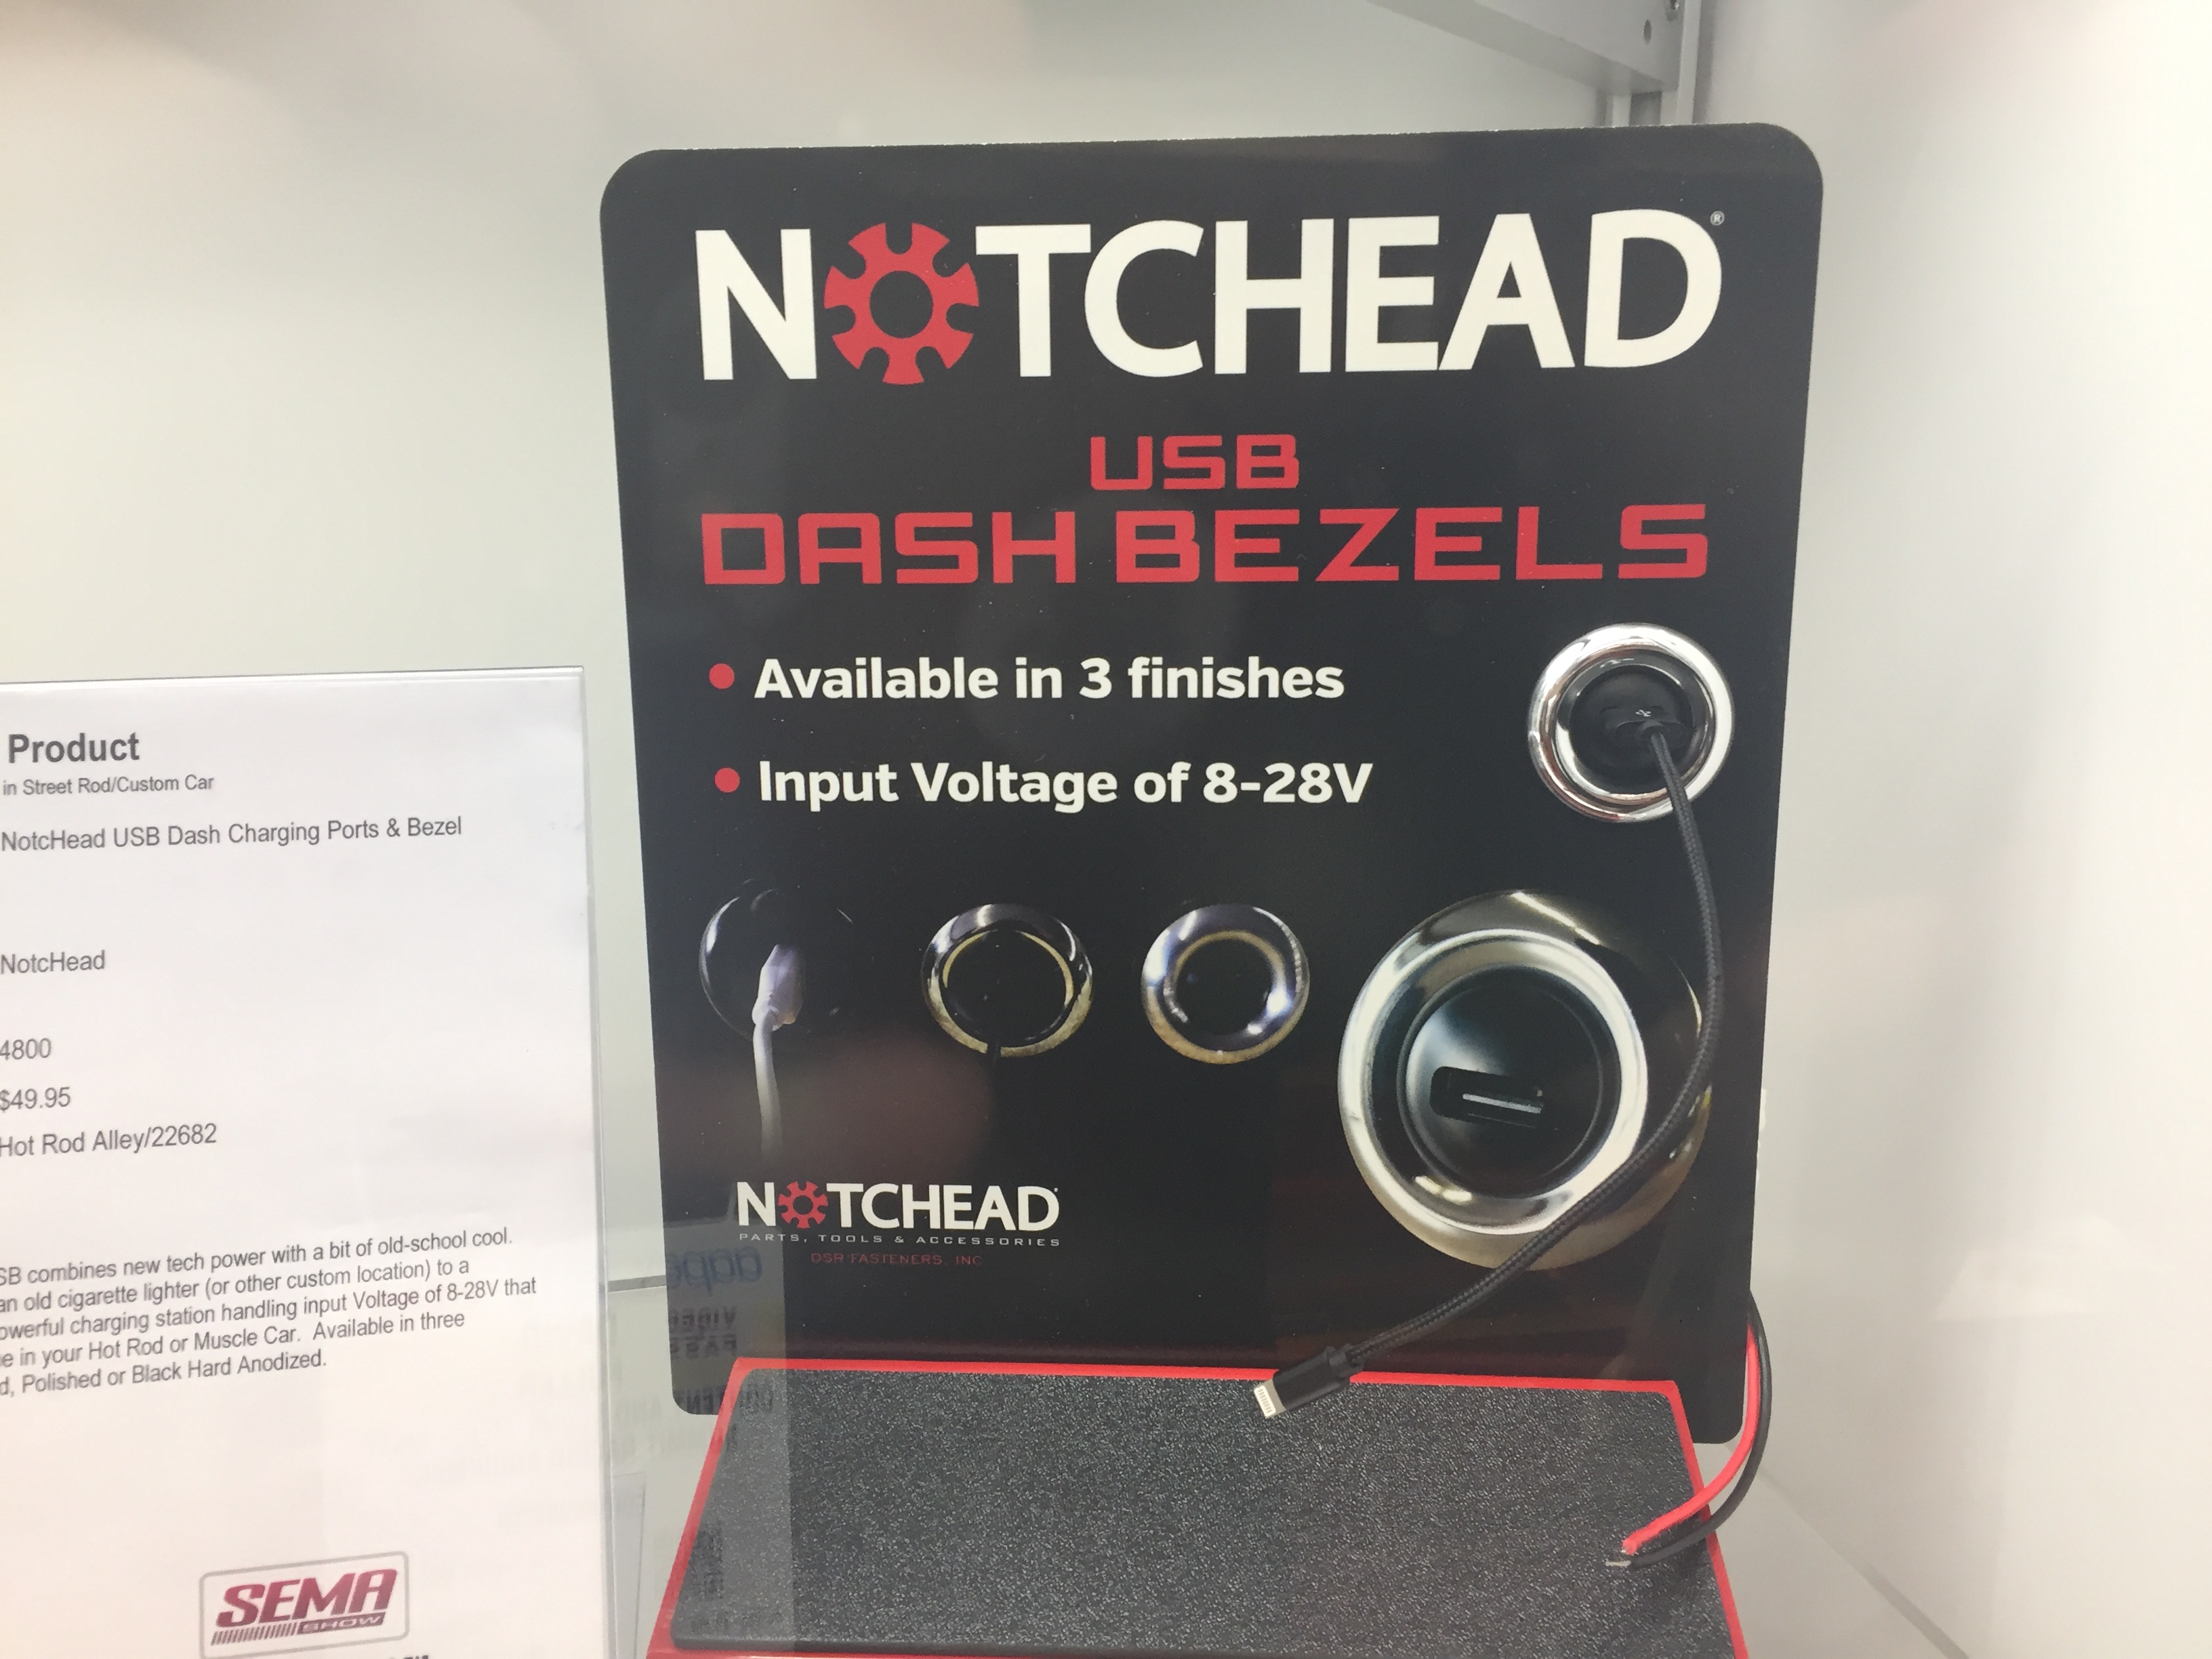 Product
in Street Rod/Custom Car
NotcHead USB Dash Charging Ports & Bezel
NotcHead
4800
$49.95
Hot Rod Alley/22682
SB combines new tech power with a bit of old-school cool.
an old cigarette lighter (or other custom location) to a
owerful charging station handling input Voltage of 8-28V that
e in your Hot Rod or Muscle Car. Available in three
d, Polished or Black Hard Anodized.
SEMA
SHOW
NOTCHEAD®
USB
DASH BEZELS
• Available in 3 finishes
• Input Voltage of 8-28V
NOTCHEAD
PARTS, TOOLS & ACCESSORIES
DSR FASTENERS, INC